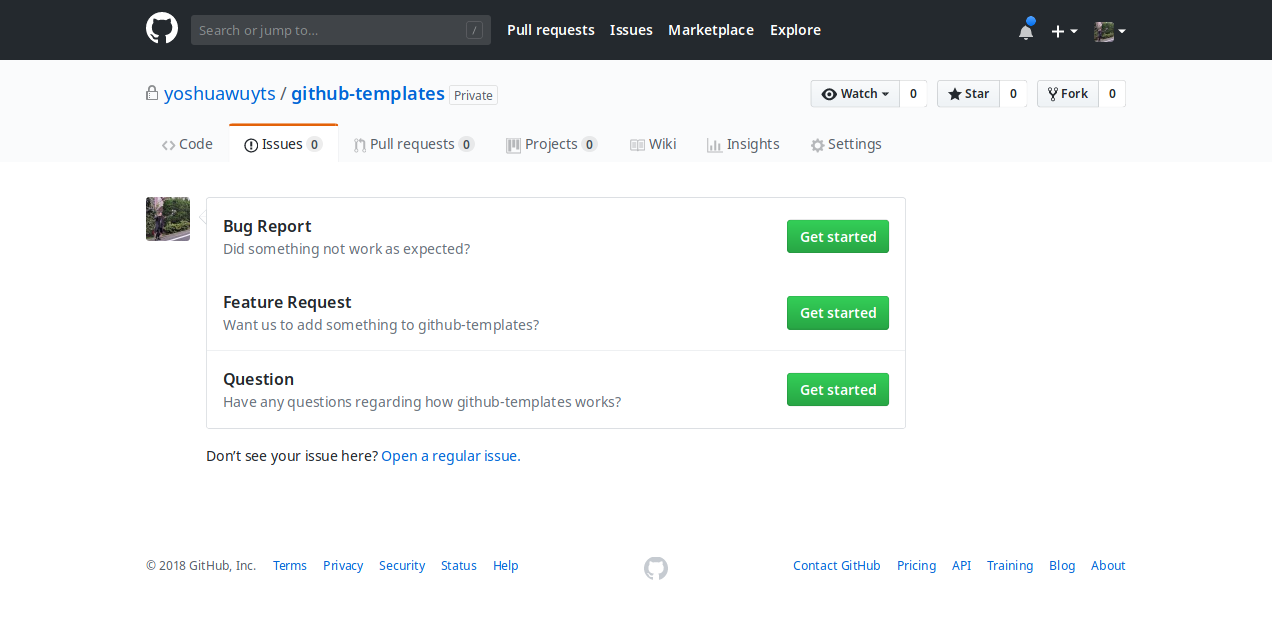 Search or jump to... / Pull requests Issues Marketplace Explore
yoshuawuyts / github-templates Private Watch 0 Star 0 Fork 0
Code Issues 0 Pull requests 0 Projects 0 Wiki Insights Settings
Bug Report
Did something not work as expected?
Get started
Feature Request
Want us to add something to github-templates?
Get started
Question
Have any questions regarding how github-templates works?
Get started
Don’t see your issue here? Open a regular issue.
© 2018 GitHub, Inc. Terms Privacy Security Status Help Contact GitHub Pricing API Training Blog About